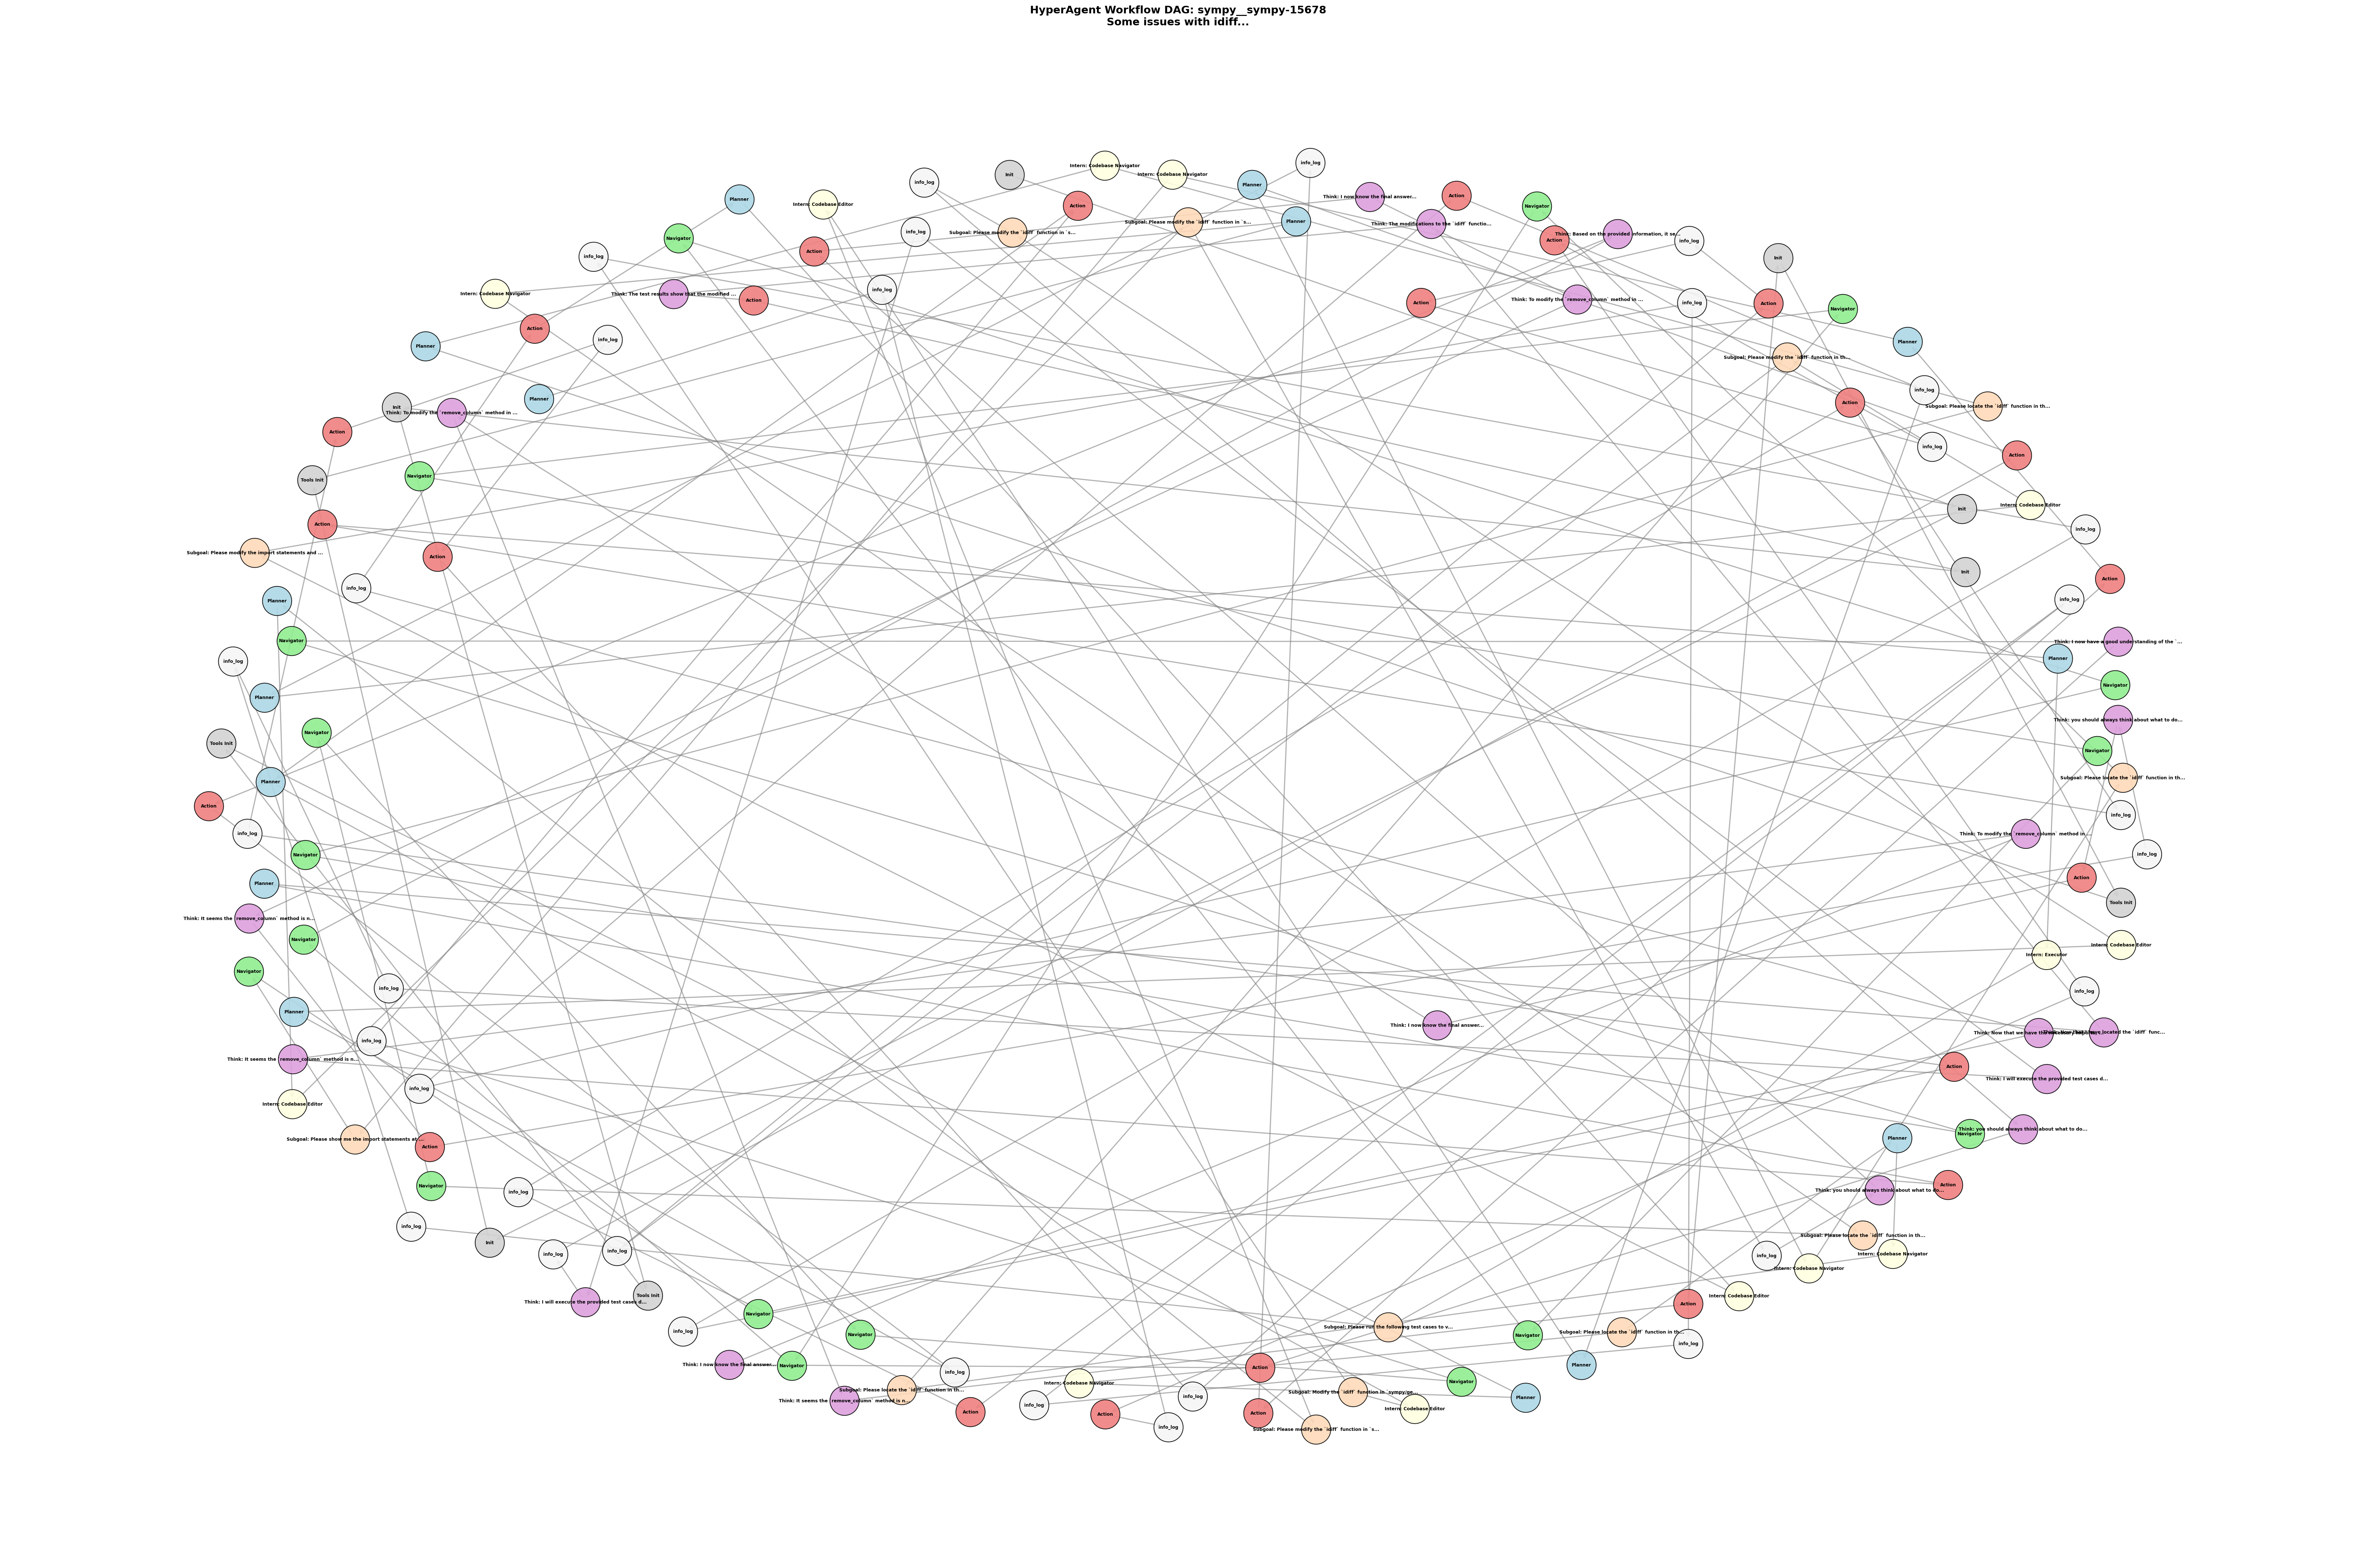 HyperAgent Workflow DAG: sympy__sympy-15678
Some issues with idiff...
info_log
Intern: Codebase Navigator
Init
Intern: Codebase Navigator
info_log
Planner
Action
Think: I now know the final answer...
Planner
Intern: Codebase Editor
Action
Navigator
Subgoal: Please modify the `idiff` function in `s...
Planner
Subgoal: Please modify the `idiff` function in `s...
Think: The modifications to the `idiff` functio...
info_log
Think: Based on the provided information, it se...
Navigator
Action
info_log
Action
info_log
Init
info_log
Intern: Codebase Navigator
Think: The test results show that the modified ...
Action
Think: To modify the `remove_column` method in ...
Action
info_log
Action
Navigator
Action
info_log
Planner
Planner
Subgoal: Please modify the `idiff` function in th...
info_log
Planner
Action
Init
Think: To modify the `remove_column` method in ...
Subgoal: Please locate the `idiff` function in th...
Action
info_log
Action
Navigator
Tools Init
Init
Intern: Codebase Editor
Action
info_log
Subgoal: Please modify the import statements and ...
Action
Init
Action
info_log
Planner
info_log
Navigator
Think: I now have a good understanding of the `...
info_log
Planner
Navigator
Planner
Think: you should always think about what to do...
Navigator
Tools Init
Navigator
Planner
Subgoal: Please locate the `idiff` function in th...
Action
info_log
info_log
Think: To modify the `remove_column` method in ...
Navigator
info_log
Action
Planner
Tools Init
Think: It seems the `remove_column` method is n...
Navigator
Intern: Codebase Editor
Intern: Executor
Navigator
info_log
info_log
Planner
Think: I now know the final answer...
info_log
Think: It seems the `remove_column` method is n...
Action
Think: I will execute the provided test cases d...
info_log
Intern: Codebase Editor
Think: you should always think about what to do...
Navigator
Subgoal: Please show me the import statements at ...
Planner
Action
Navigator
Action
info_log
Think: you should always think about what to do...
info_log
Subgoal: Please locate the `idiff` function in th...
Init
info_log
info_log
info_log
Intern: Codebase Navigator
Intern: Codebase Navigator
Tools Init
Intern: Codebase Editor
Think: I will execute the provided test cases d...
Action
Navigator
Subgoal: Please run the following test cases to v...
info_log
Navigator
Navigator
Subgoal: Please locate the `idiff` function in th...
info_log
Think: I now know the final answer...
Navigator
Action
Planner
info_log
Intern: Codebase Navigator
Navigator
Subgoal: Please locate the `idiff` function in th...
Subgoal: Modify the `idiff` function in `sympy/ge...
info_log
Planner
Think: It seems the `remove_column` method is n...
info_log
Intern: Codebase Editor
Action
Action
Action
info_log
Subgoal: Please modify the `idiff` function in `s...